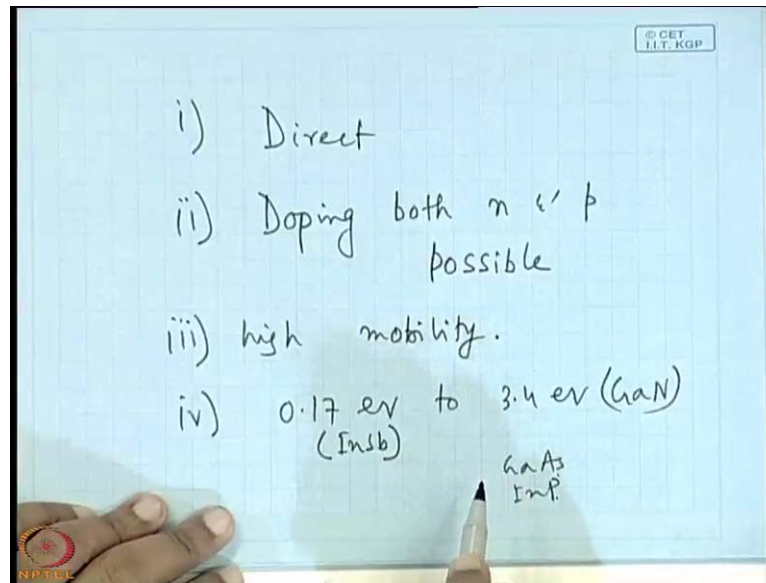 © CET
I.I.T. KGP
i) Direct
ii) Doping both n & p
possible
iii) high mobility.
iv) 0.17 ev to 3.4 ev (GaN)
(InSb)
GaAs
InP.
NPTEL